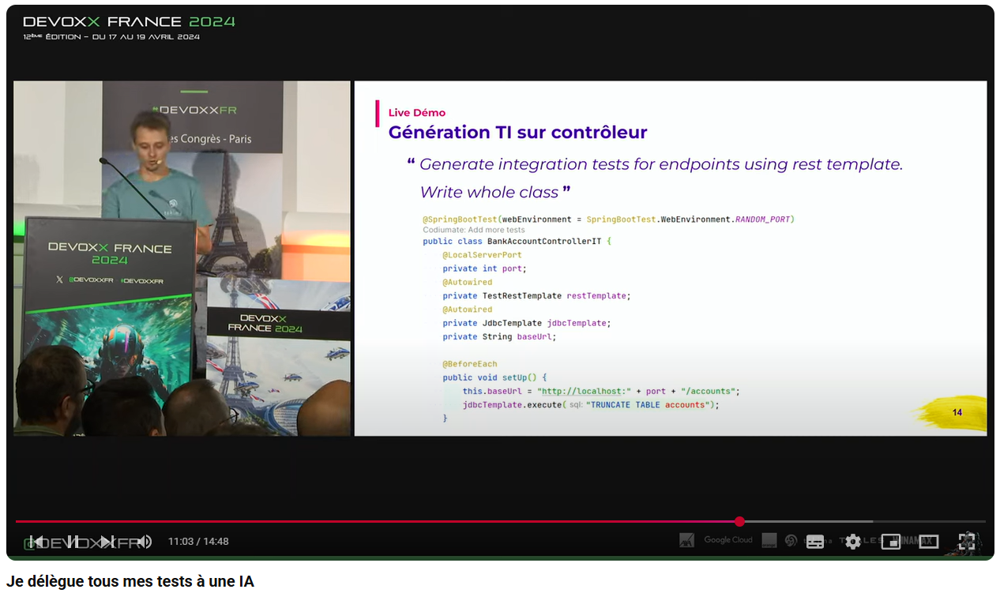 DEVOXX FRANCE 2024
12ÈME ÉDITION – DU 17 AU 19 AVRIL 2024
#DEVOXXFR
es Congrès - Paris
DEVOXX FRANCE
2024
X @DEVOXXFR - #DEVOXXFR
DEVOXX
FRANCE 2024
Live Démo
Génération TI sur contrôleur
“ Generate integration tests for endpoints using rest template.
Write whole class ”
@SpringBootTest(webEnvironment = SpringBootTest.WebEnvironment.RANDOM_PORT)
Codiumate: Add more tests
public class BankAccountControllerIT {
@LocalServerPort
private int port;
@Autowired
private TestRestTemplate restTemplate;
@Autowired
private JdbcTemplate jdbcTemplate;
private String baseUrl;
@BeforeEach
public void setUp() {
this.baseUrl = "http://localhost:" + port + "/accounts";
jdbcTemplate.execute( sql: "TRUNCATE TABLE accounts");
}
14
@DEVOXXFR
11:03 / 14:48
Google Cloud
WINAMAX
Je délègue tous mes tests à une IA